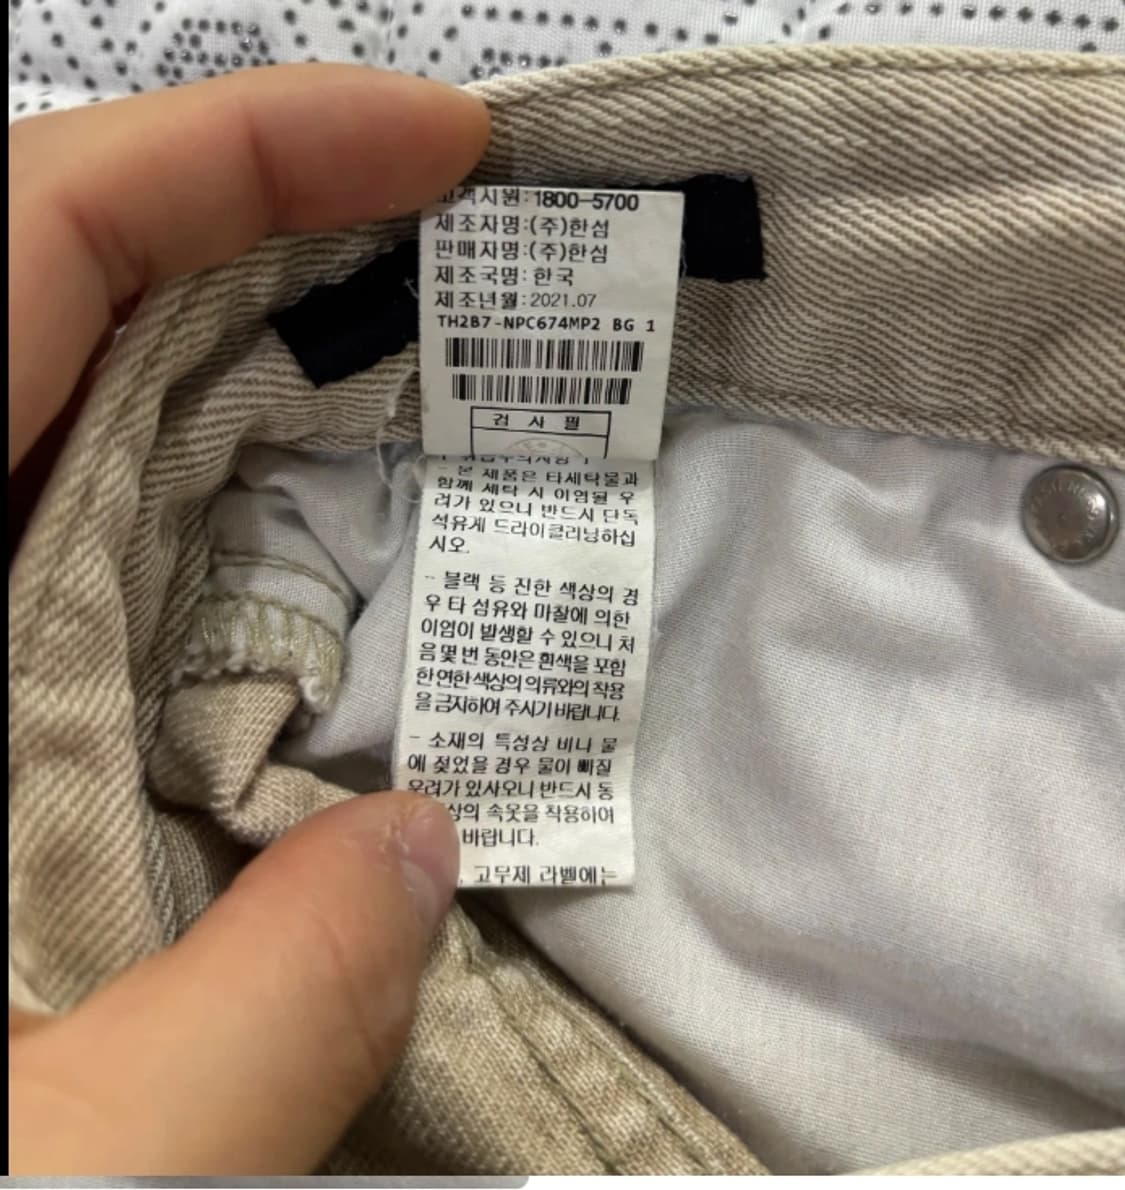 고객지원:1800-5700
제조자명:(주)한섬
판매자명:(주)한섬
제조국명:한국
제조년월:2021.07
TH2B7-NPC674MP2 BG 1
검 사 필
취급주의사항
- 본 제품은 타세탁물과
함께 세탁 시 이염될 우
려가 있으니 반드시 단독
석유계 드라이클리닝하십
시오.
- 블랙 등 진한 색상의 경
우 타 섬유와 마찰에 의한
이염이 발생할 수 있으니 처
음 몇 번 동안은 흰색을 포함
한 연한 색상의 의류와의 착용
을 금지하여 주시기 바랍니다.
- 소재의 특성상 비나 물
에 젖었을 경우 물이 빠질
우려가 있사오니 반드시 동
상의 속옷을 착용하여
바랍니다.
고무제 라벨에는